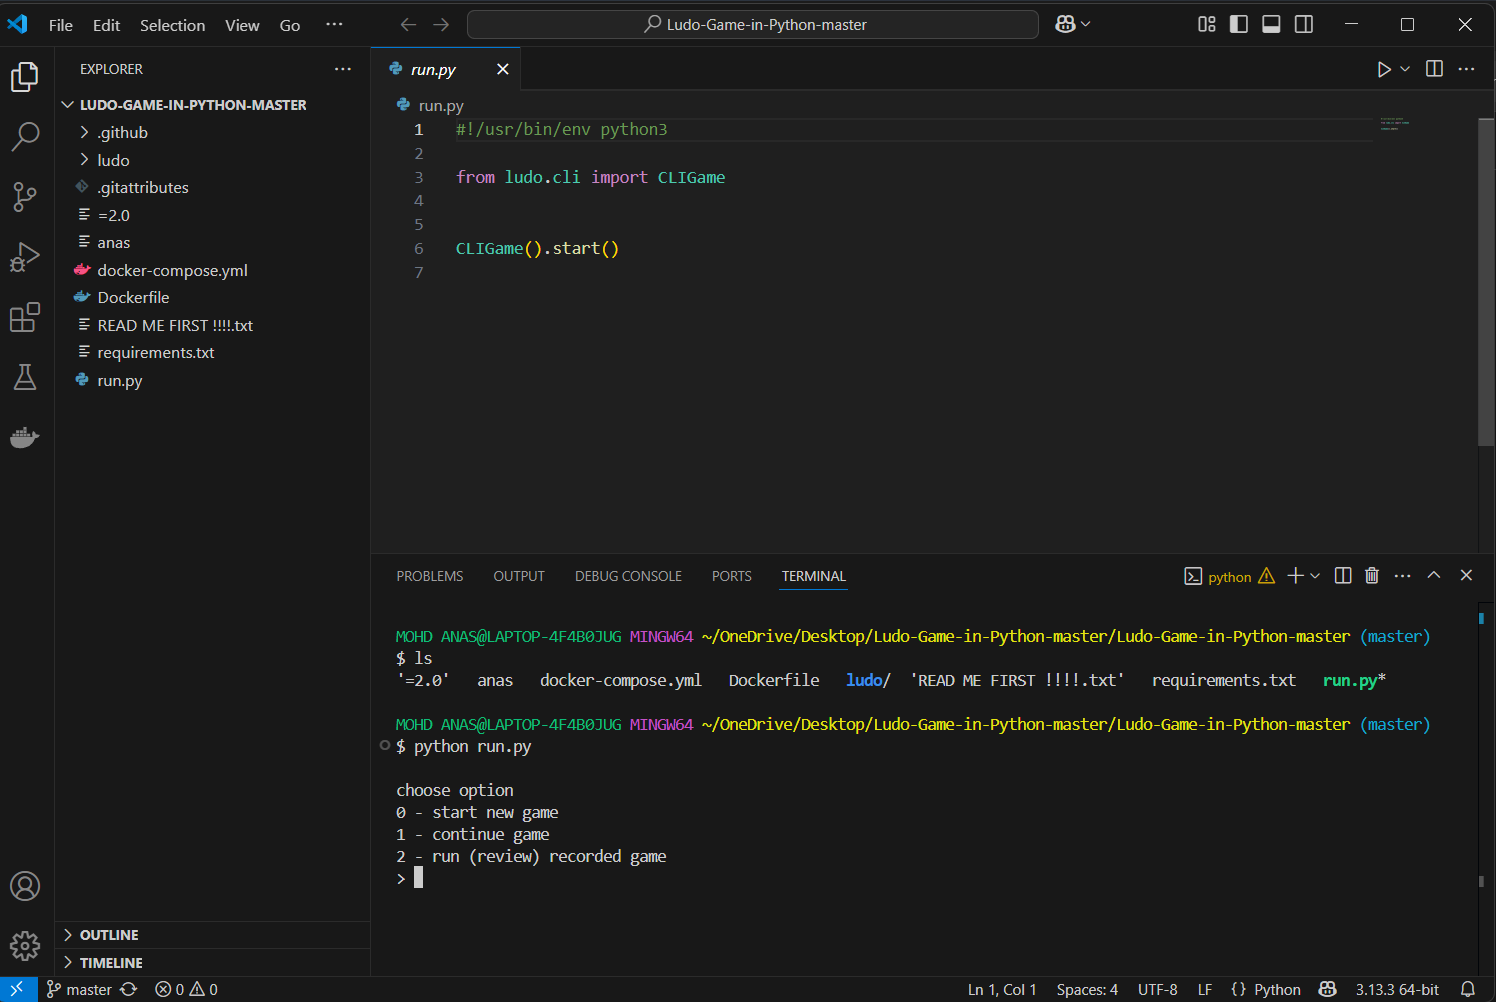 File Edit Selection View Go ···
Ludo-Game-in-Python-master
EXPLORER ···
LUDO-GAME-IN-PYTHON-MASTER
.github
ludo
.gitattributes
=2.0
anas
docker-compose.yml
Dockerfile
READ ME FIRST !!!!.txt
requirements.txt
run.py
OUTLINE
TIMELINE
run.py
run.py
1 #!/usr/bin/env python3
2
3 from ludo.cli import CLIGame
4
5
6 CLIGame().start()
7
PROBLEMS OUTPUT DEBUG CONSOLE PORTS TERMINAL
python
MOHD ANAS@LAPTOP-4F4B0JUG MINGW64 ~/OneDrive/Desktop/Ludo-Game-in-Python-master/Ludo-Game-in-Python-master (master)
$ ls
'=2.0' anas docker-compose.yml Dockerfile ludo/ 'READ ME FIRST !!!!.txt' requirements.txt run.py*
MOHD ANAS@LAPTOP-4F4B0JUG MINGW64 ~/OneDrive/Desktop/Ludo-Game-in-Python-master/Ludo-Game-in-Python-master (master)
$ python run.py
choose option
0 - start new game
1 - continue game
2 - run (review) recorded game
>
master 0 0 Ln 1, Col 1 Spaces: 4 UTF-8 LF {} Python 3.13.3 64-bit